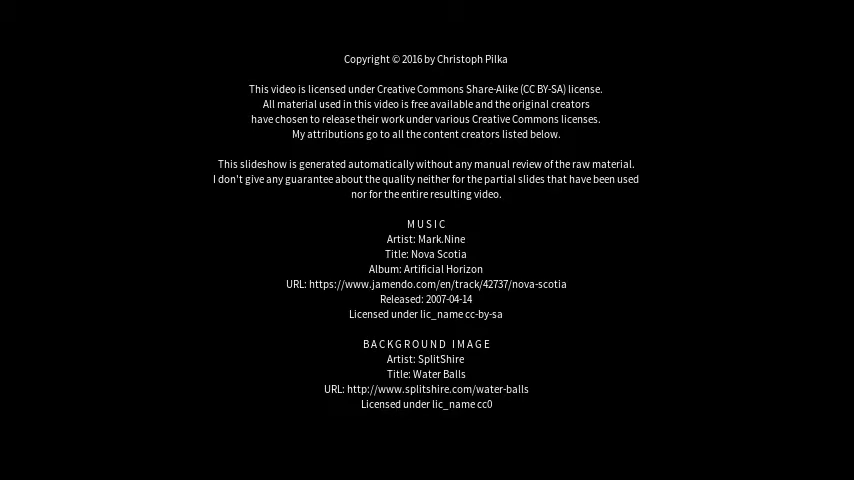 Copyright © 2016 by Christoph Pilka
This video is licensed under Creative Commons Share-Alike (CC BY-SA) license.
All material used in this video is free available and the original creators
have chosen to release their work under various Creative Commons licenses.
My attributions go to all the content creators listed below.
This slideshow is generated automatically without any manual review of the raw material.
I don't give any guarantee about the quality neither for the partial slides that have been used
nor for the entire resulting video.
MUSIC
Artist: Mark.Nine
Title: Nova Scotia
Album: Artificial Horizon
URL: https://www.jamendo.com/en/track/42737/nova-scotia
Released: 2007-04-14
Licensed under lic_name cc-by-sa
BACKGROUND IMAGE
Artist: SplitShire
Title: Water Balls
URL: http://www.splitshire.com/water-balls
Licensed under lic_name cc0